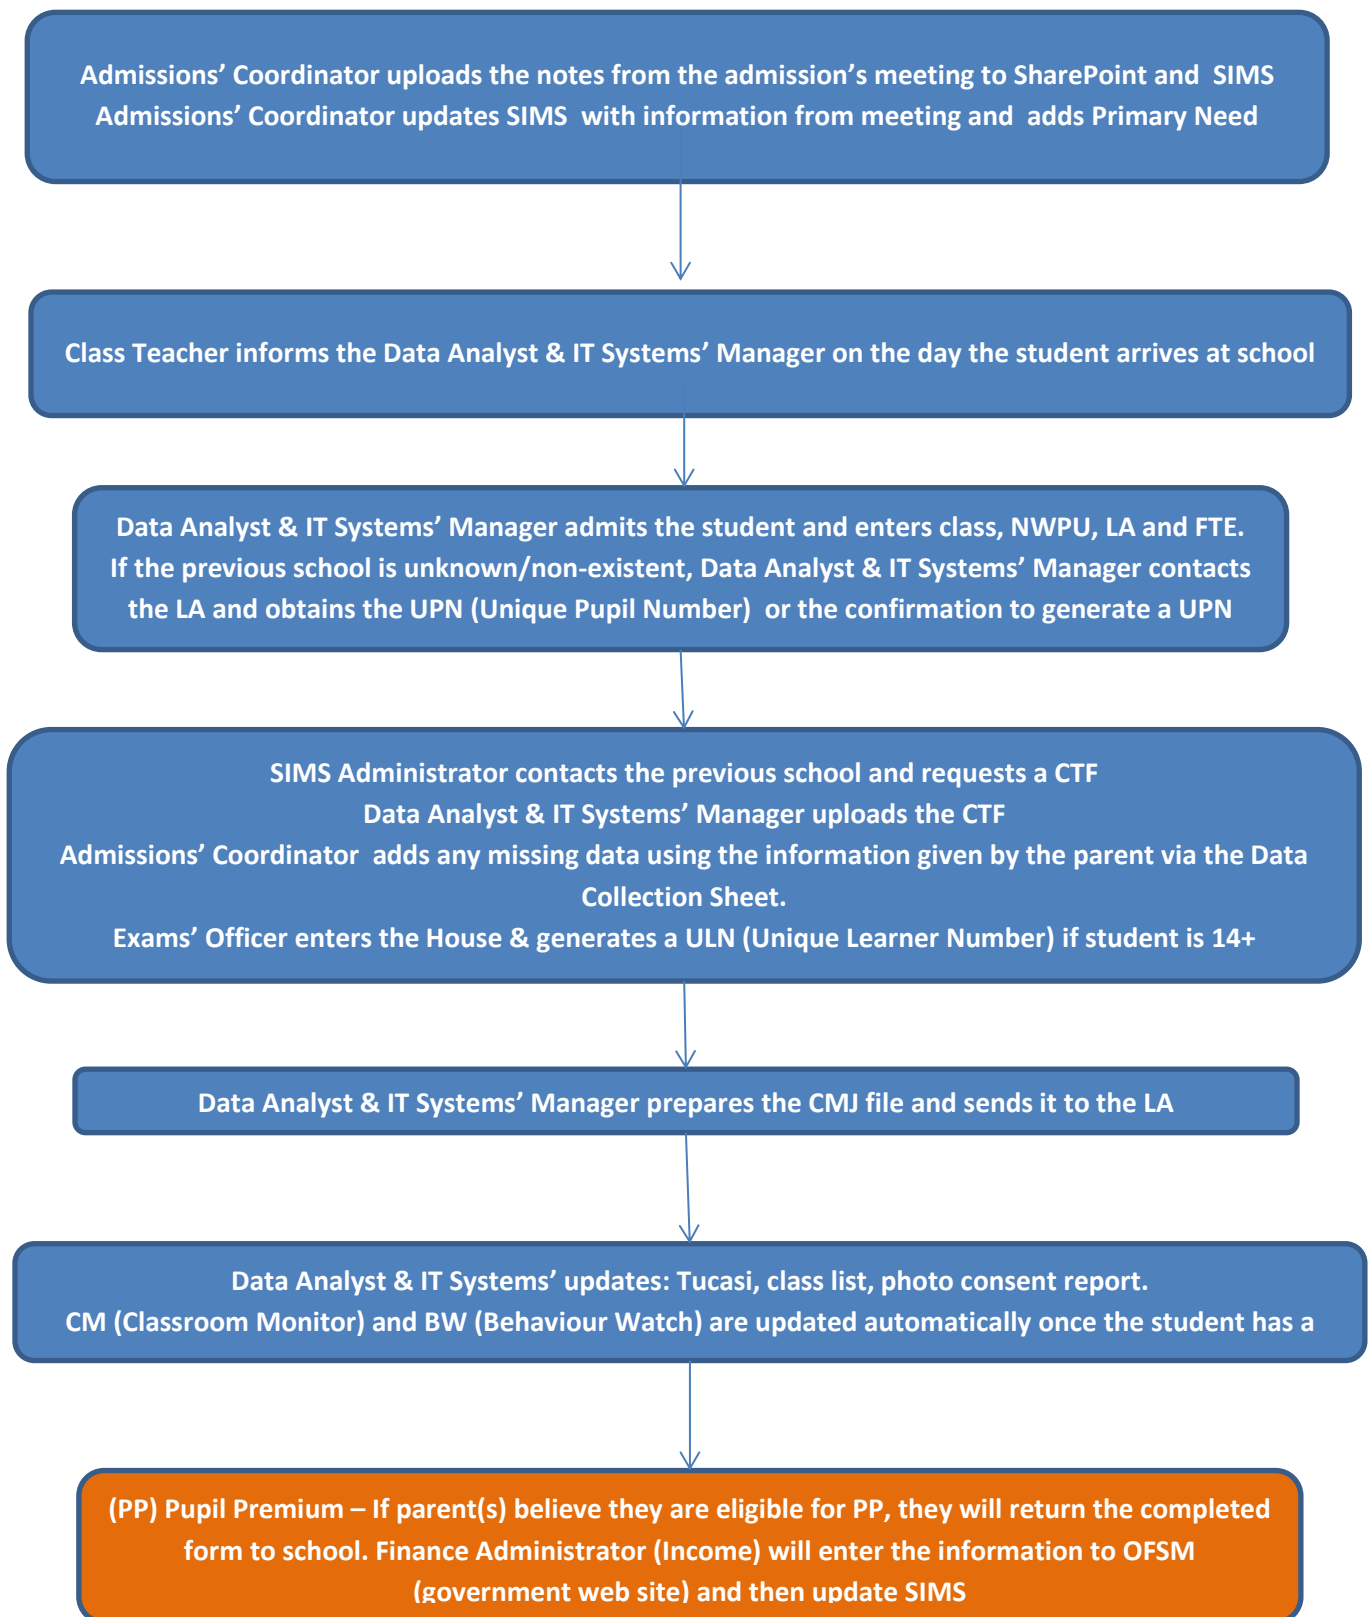 Admissions’ Coordinator uploads the notes from the admission’s meeting to SharePoint and SIMS
Admissions’ Coordinator updates SIMS with information from meeting and adds Primary Need
Class Teacher informs the Data Analyst & IT Systems’ Manager on the day the student arrives at school
Data Analyst & IT Systems’ Manager admits the student and enters class, NWPU, LA and FTE.
If the previous school is unknown/non-existent, Data Analyst & IT Systems’ Manager contacts
the LA and obtains the UPN (Unique Pupil Number) or the confirmation to generate a UPN
SIMS Administrator contacts the previous school and requests a CTF
Data Analyst & IT Systems’ Manager uploads the CTF
Admissions’ Coordinator adds any missing data using the information given by the parent via the Data
Collection Sheet.
Exams’ Officer enters the House & generates a ULN (Unique Learner Number) if student is 14+
Data Analyst & IT Systems’ Manager prepares the CMJ file and sends it to the LA
Data Analyst & IT Systems’ updates: Tucasi, class list, photo consent report.
CM (Classroom Monitor) and BW (Behaviour Watch) are updated automatically once the student has a
(PP) Pupil Premium – If parent(s) believe they are eligible for PP, they will return the completed
form to school. Finance Administrator (Income) will enter the information to OFSM
(government web site) and then update SIMS